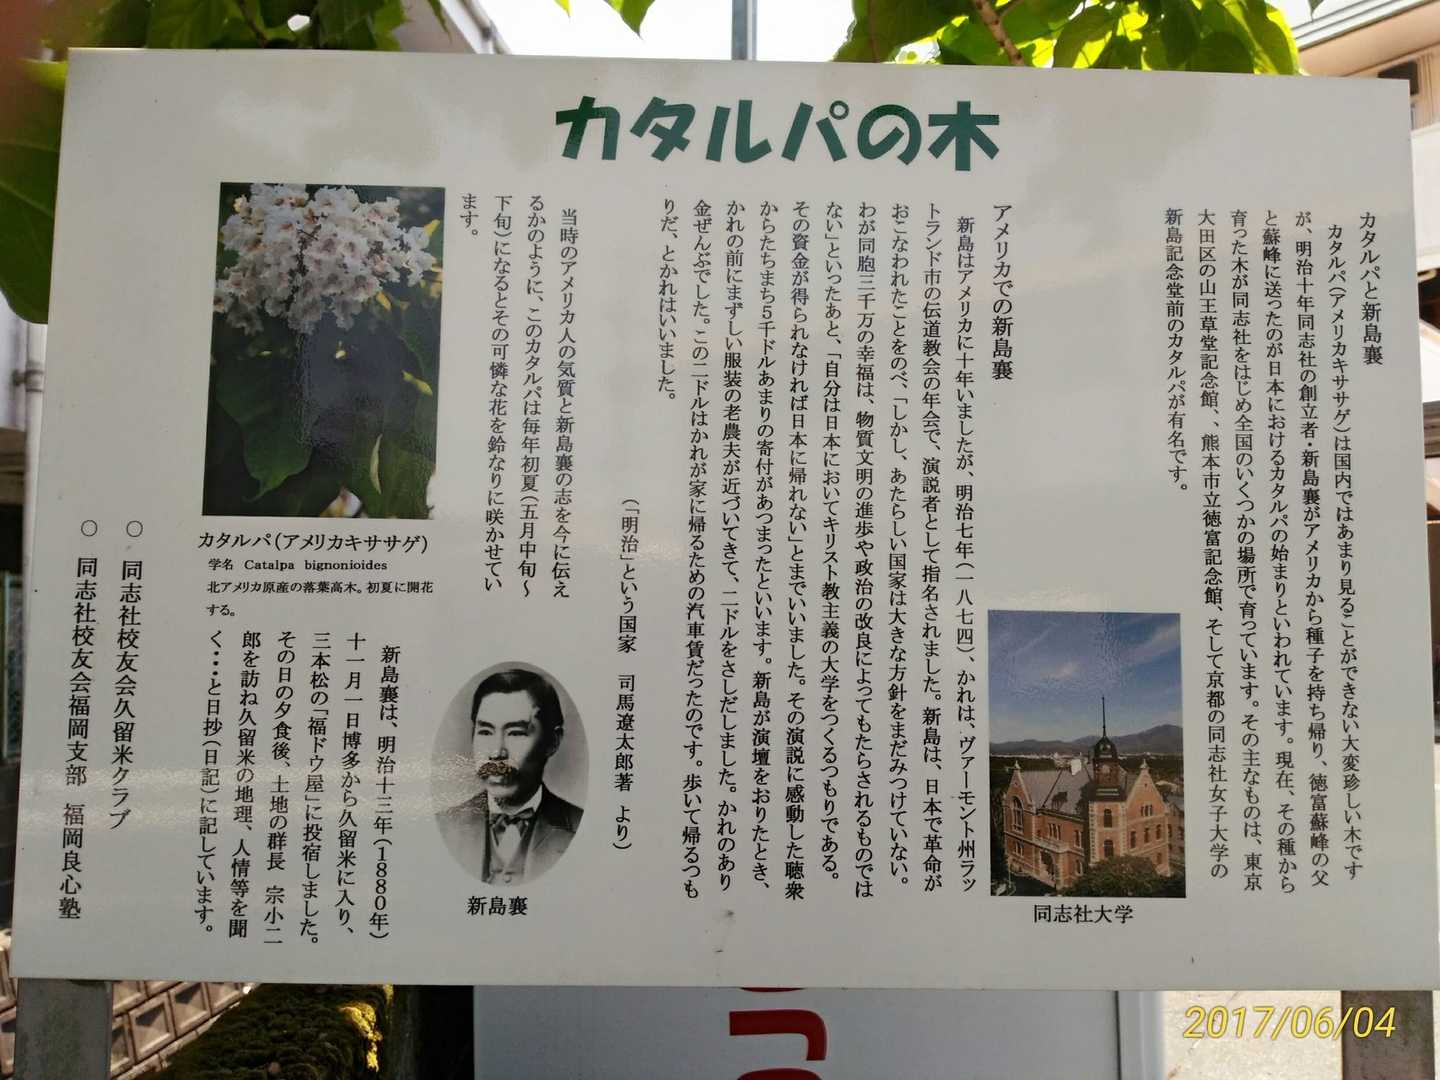 カタルパの木
カタルパと新島襄
カタルパ(アメリカキササゲ)は国内ではあまり見ることができない大変珍しい木です
が、明治十年同志社の創立者・新島襄がアメリカから種子を持ち帰り、徳富蘇峰の父
と蘇峰に送ったのが日本におけるカタルパの始まりといわれています。現在、その種から
育った木が同志社をはじめ全国のいくつかの場所で育っています。その主なものは、東京
大田区の山王草堂記念館、、熊本市立徳富記念館、そして京都の同志社女子大学の
新島記念堂前のカタルパが有名です。
同志社大学
アメリカでの新島襄
新島はアメリカに十年いましたが、明治七年(一八七四)、かれは、ヴァーモント州ラッ
トランド市の伝道教会の年会で、演説者として指名されました。新島は、日本で革命が
おこなわれたことをのべ、「しかし、あたらしい国家は大きな方針をまだみつけていない。
わが同胞三千万の幸福は、物質文明の進歩や政治の改良によってもたらされるものでは
ない」といったあと、「自分は日本においてキリスト教主義の大学をつくるつもりである。
その資金が得られなければ日本に帰れない」とまでいいました。その演説に感動した聴衆
からたちまち5千ドルあまりの寄付があつまったといいます。新島が演壇をおりたとき、
かれの前にまずしい服装の老農夫が近づいてきて、二ドルをさしだしました。かれのあり
金ぜんぶでした。この二ドルはかれが家に帰るための汽車賃だったのです。歩いて帰るつも
りだ、とかれはいいました。
(「明治」という国家 司馬遼太郎著 より)
当時のアメリカ人の気質と新島襄の志を今に伝え
るかのように、このカタルパは毎年初夏(五月中旬〜
下旬)になるとその可憐な花を鈴なりに咲かせてい
ます。
カタルパ(アメリカキササゲ)
学名 Catalpa bignonioides
北アメリカ原産の落葉高木。初夏に開花
する。
新島襄
新島襄は、明治十三年(1880年)
十一月一日博多から久留米に入り、
三本松の「福ドウ屋」に投宿しました。
その日の夕食後、土地の群長 宗小二
郎を訪ね久留米の地理、人情等を聞
く・・・と日抄(日記)に記しています。
○ 同志社校友会久留米クラブ
○ 同志社校友会福岡支部 福岡良心塾
2017/06/04